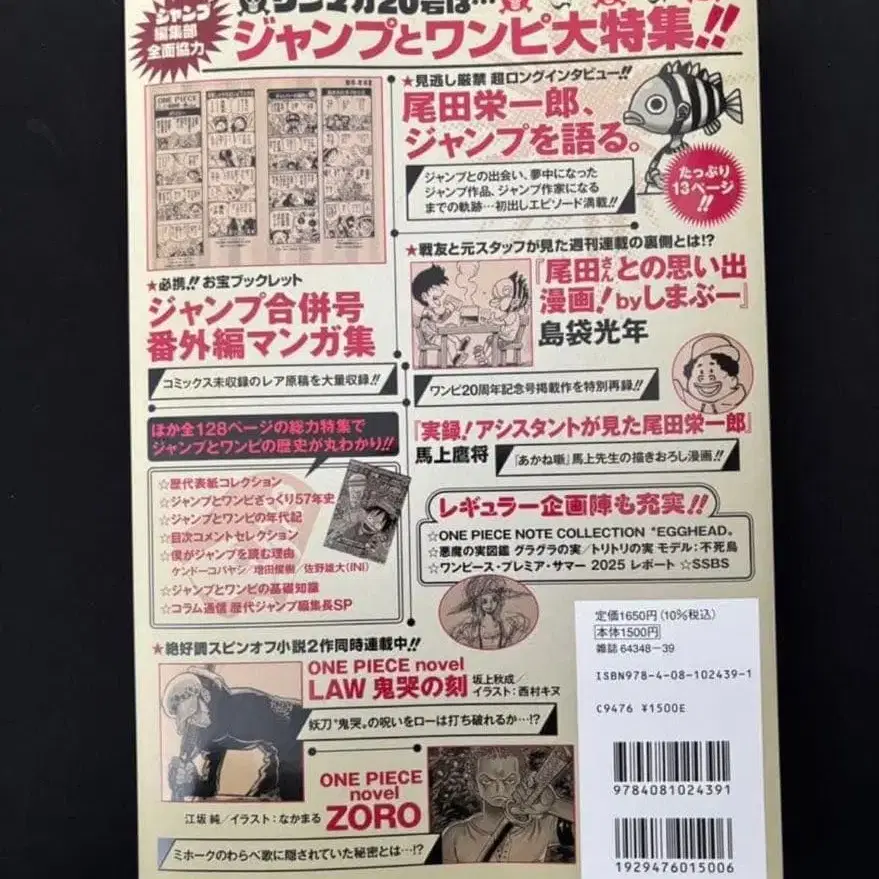 ジャンプ
編集部
全面協力
ワンマガ20号は…
ジャンプとワンピ大特集!!
★見逃し厳禁 超ロングインタビュー!!
尾田栄一郎、
ジャンプを語る。
ジャンプとの出会い、夢中になった
ジャンプ作品、ジャンプ作家になる
までの軌跡…初出しエピソード満載!!
たっぷり
13ページ
!!
ONE PIECE
★必携!! お宝ブックレット
ジャンプ合併号
番外編マンガ集
コミックス未収録のレア原稿を大量収録!!
★戦友と元スタッフが見た週刊連載の裏側とは!?
『尾田さんとの思い出
漫画!byしまぶー』
島袋光年
ワンピ20周年記念号掲載作を特別再録!!
『実録!アシスタントが見た尾田栄一郎』
馬上鷹将
『あかね噺』馬上先生の描きおろし漫画!!
ほか全128ページの総力特集で
ジャンプとワンピの歴史が丸わかり!!
☆歴代表紙コレクション
☆ジャンプとワンピざっくり57年史
☆ジャンプとワンピの年代記
☆目次コメントセレクション
☆僕がジャンプを読む理由
ケンドーコバヤシ/増田俊樹/佐野雄大(INI)
☆ジャンプとワンピの基礎知識
☆コラム通信 歴代ジャンプ編集長SP
レギュラー企画陣も充実!!
☆ONE PIECE NOTE COLLECTION "EGGHEAD"
☆悪魔の実図鑑 グラグラの実/トリトリの実 モデル:不死鳥
☆ワンピース・プレミア・サマー 2025 レポート ☆SSBS
★絶好調スピンオフ小説2作同時連載中!!
ONE PIECE novel
LAW 鬼哭の刻
坂上秋成/
イラスト:西村キヌ
妖刀"鬼哭"の呪いをローは打ち破れるか…!?
ONE PIECE
novel
ZORO
江坂 純/イラスト:なかまる
ミホークのわらべ歌に隠されていた秘密とは…!?
定価1650円(10%税込)
本体1500円
雑誌 64348-39
ISBN978-4-08-102439-1
C9476 ¥1500E
9784081024391
1929476015006